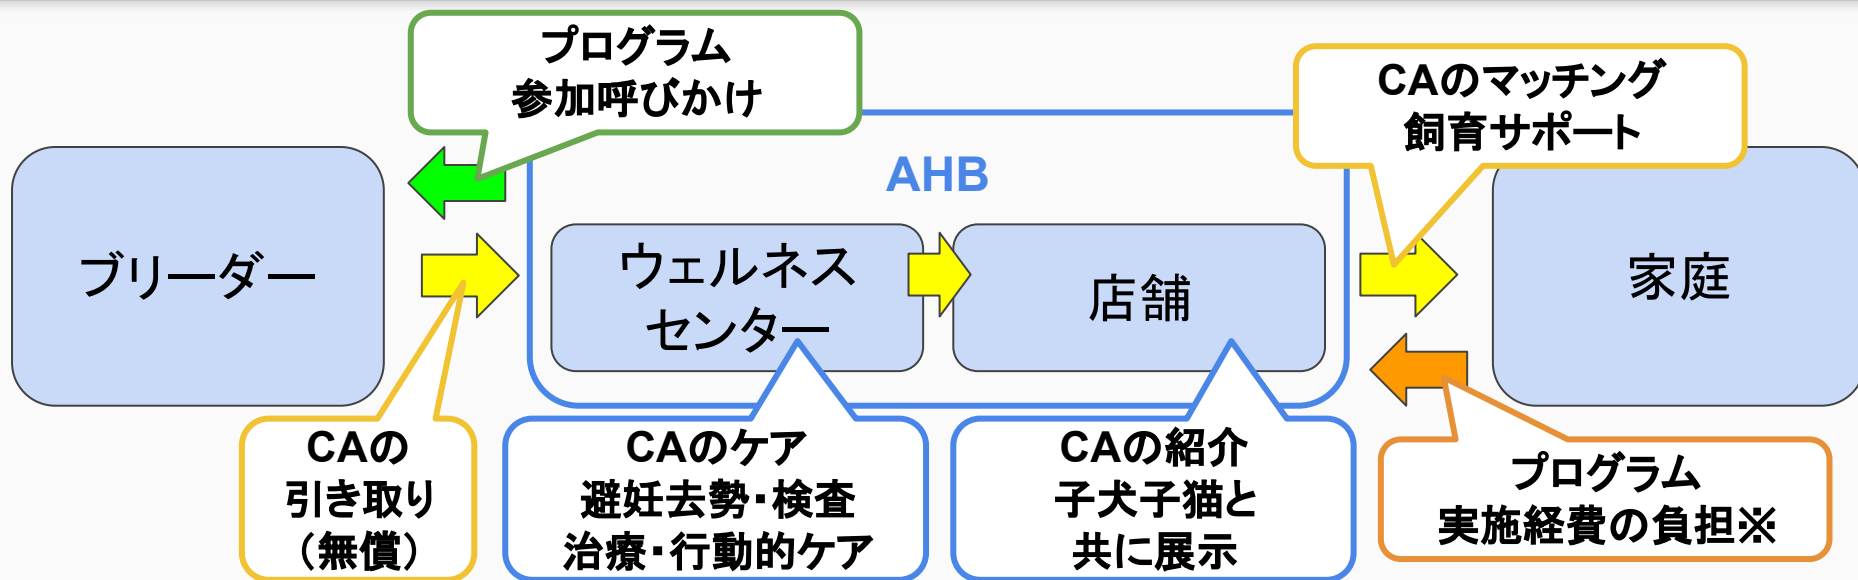 プログラム
参加呼びかけ
CAのマッチング
飼育サポート
AHB
ブリーダー
ウェルネス
センター
店舗
家庭
CAの
引き取り
（無償）
CAのケア
避妊去勢・検査
治療・行動的ケア
CAの紹介
子犬子猫と
共に展示
プログラム
実施経費の負担※